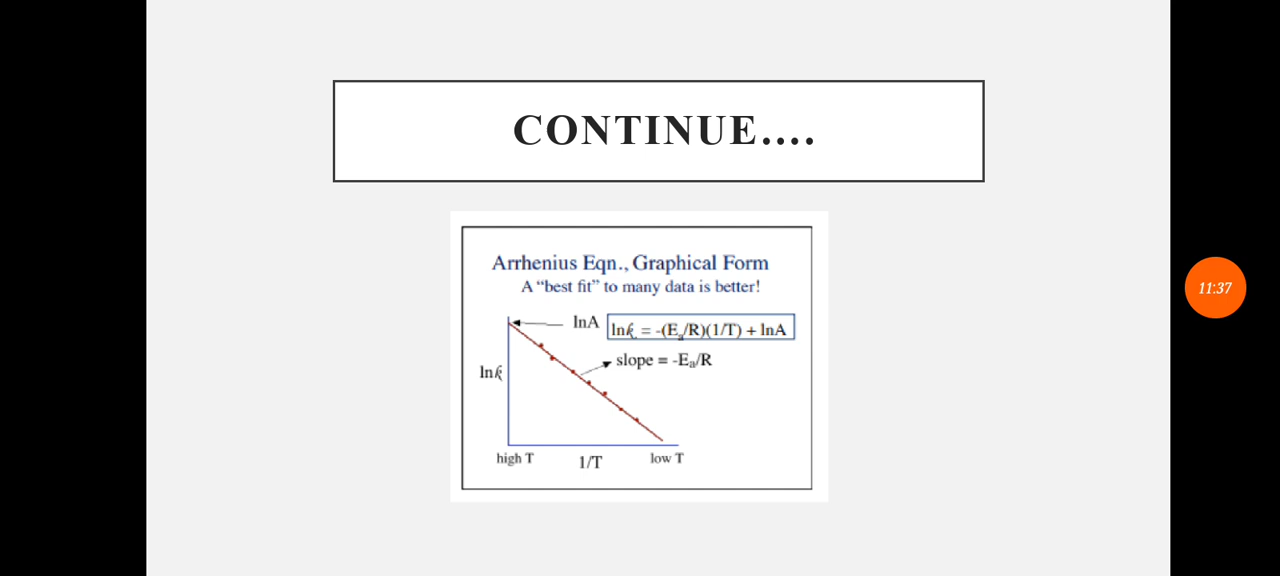 CONTINUE....
Arrhenius Eqn., Graphical Form
A “best fit” to many data is better!
lnA
lnk = -(Eₐ/R)(1/T) + lnA
slope = -Eₐ/R
lnk
high T
1/T
low T
11:37